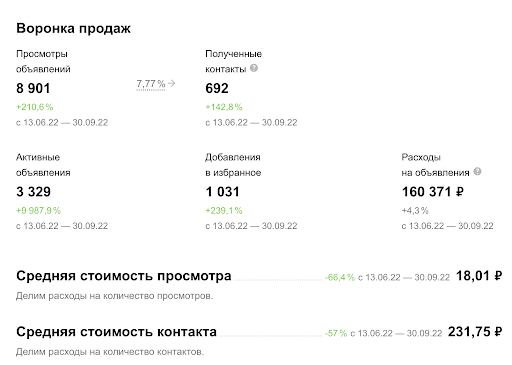 Воронка продаж
Просмотры
объявлений
8 901
+210,6 %
с 13.06.22 — 30.09.22
7,77 % →
Полученные
контакты ?
692
+142,8 %
с 13.06.22 — 30.09.22
Активные
объявления
3 329
+9 987,9 %
с 13.06.22 — 30.09.22
Добавления
в избранное
1 031
+239,1 %
с 13.06.22 — 30.09.22
Расходы
на объявления ?
160 371 ₽
+4,3 %
с 13.06.22 — 30.09.22
Средняя стоимость просмотра -66,4 % с 13.06.22 — 30.09.22 18,01 ₽
Делим расходы на количество просмотров.
Средняя стоимость контакта -57 % с 13.06.22 — 30.09.22 231,75 ₽
Делим расходы на количество контактов.